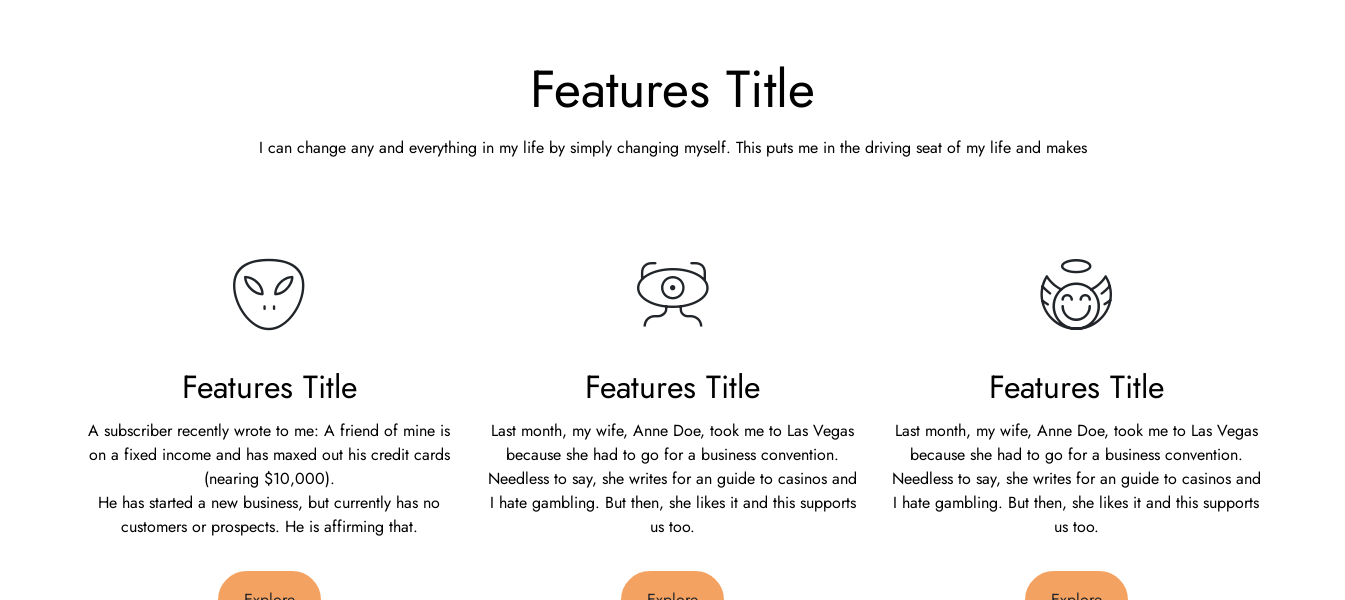 Features Title
I can change any and everything in my life by simply changing myself. This puts me in the driving seat of my life and makes
Features Title
A subscriber recently wrote to me: A friend of mine is
on a fixed income and has maxed out his credit cards
(nearing $10,000).
He has started a new business, but currently has no
customers or prospects. He is affirming that.
Explore
Features Title
Last month, my wife, Anne Doe, took me to Las Vegas
because she had to go for a business convention.
Needless to say, she writes for an guide to casinos and
I hate gambling. But then, she likes it and this supports
us too.
Explore
Features Title
Last month, my wife, Anne Doe, took me to Las Vegas
because she had to go for a business convention.
Needless to say, she writes for an guide to casinos and
I hate gambling. But then, she likes it and this supports
us too.
Explore